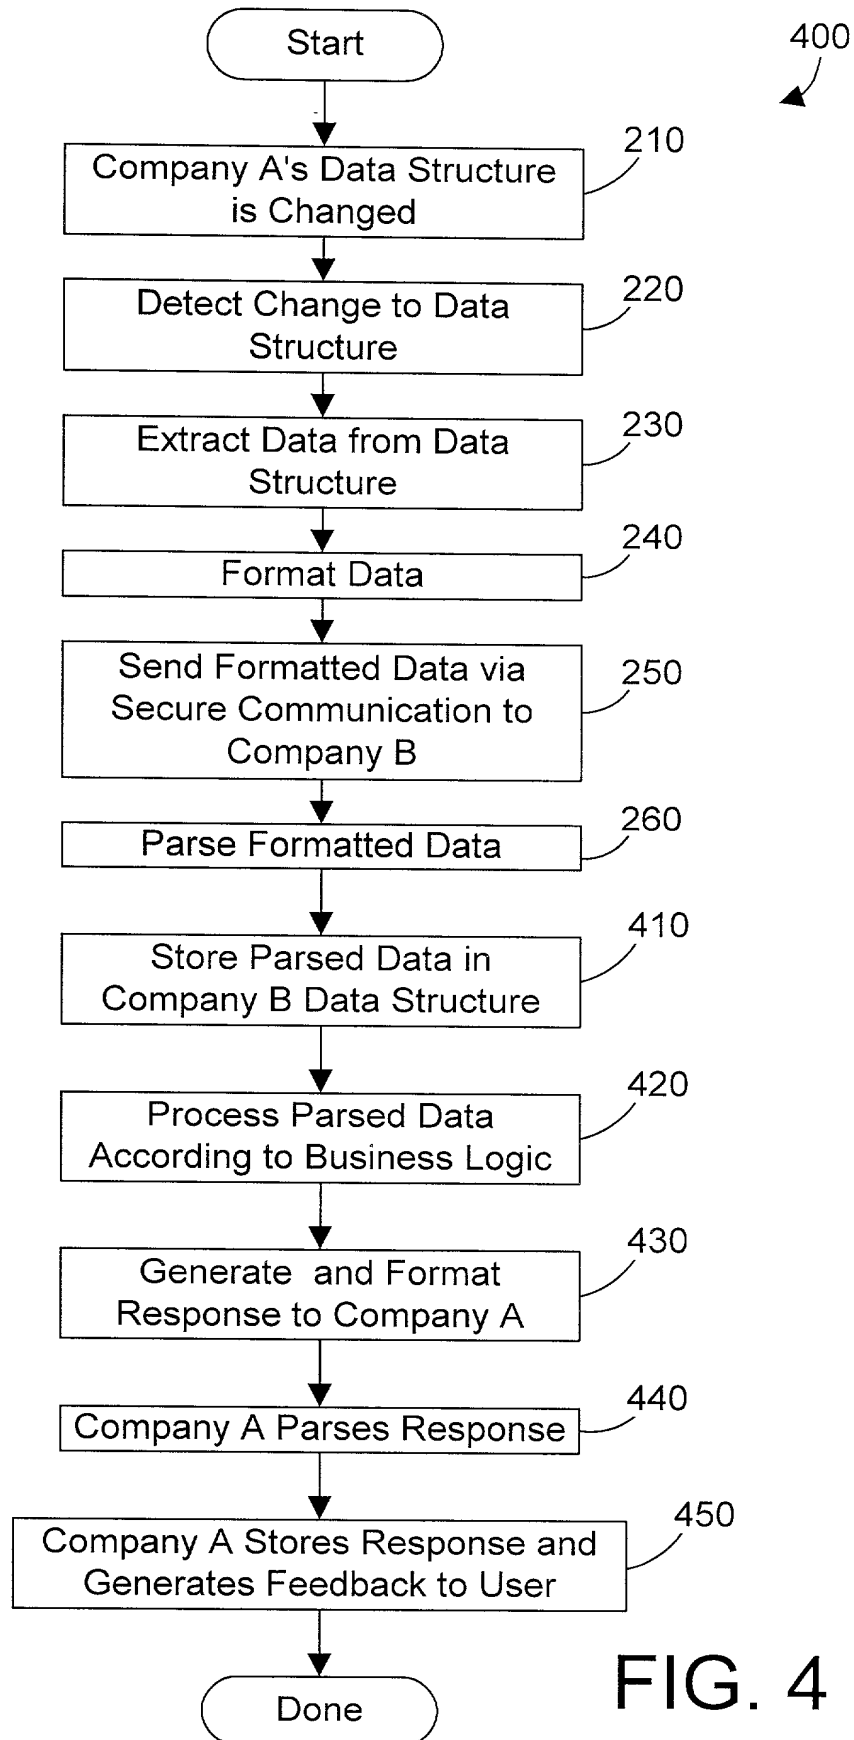 Start
400
210
Company A's Data Structure
is Changed
220
Detect Change to Data
Structure
230
Extract Data from Data
Structure
240
Format Data
250
Send Formatted Data via
Secure Communication to
Company B
260
Parse Formatted Data
410
Store Parsed Data in
Company B Data Structure
420
Process Parsed Data
According to Business Logic
430
Generate and Format
Response to Company A
440
Company A Parses Response
450
Company A Stores Response and
Generates Feedback to User
Done
FIG. 4